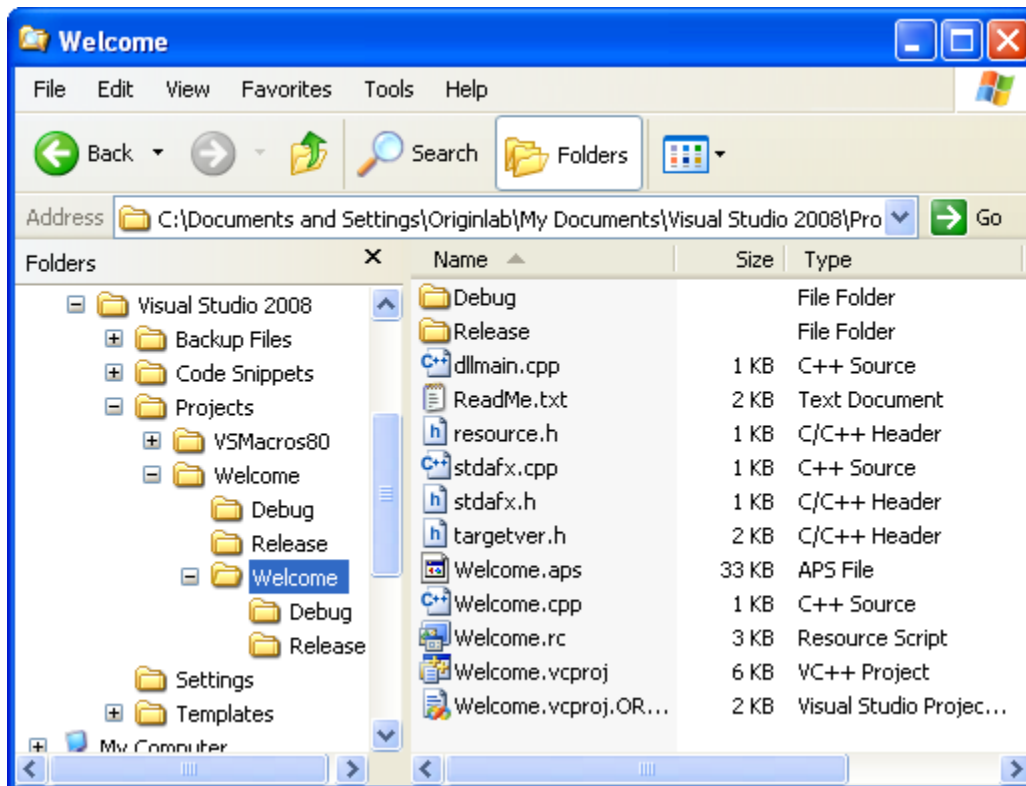 Welcome
File Edit View Favorites Tools Help
Back Search Folders
Address C:\Documents and Settings\Originlab\My Documents\Visual Studio 2008\Pro Go
Folders
Visual Studio 2008
Backup Files
Code Snippets
Projects
VSMacros80
Welcome
Debug
Release
Welcome
Debug
Release
Settings
Templates
My Computer
Name Size Type
Debug File Folder
Release File Folder
dllmain.cpp 1 KB C++ Source
ReadMe.txt 2 KB Text Document
resource.h 1 KB C/C++ Header
stdafx.cpp 1 KB C++ Source
stdafx.h 1 KB C/C++ Header
targetver.h 2 KB C/C++ Header
Welcome.aps 33 KB APS File
Welcome.cpp 1 KB C++ Source
Welcome.rc 3 KB Resource Script
Welcome.vcproj 6 KB VC++ Project
Welcome.vcproj.OR... 2 KB Visual Studio Projec...